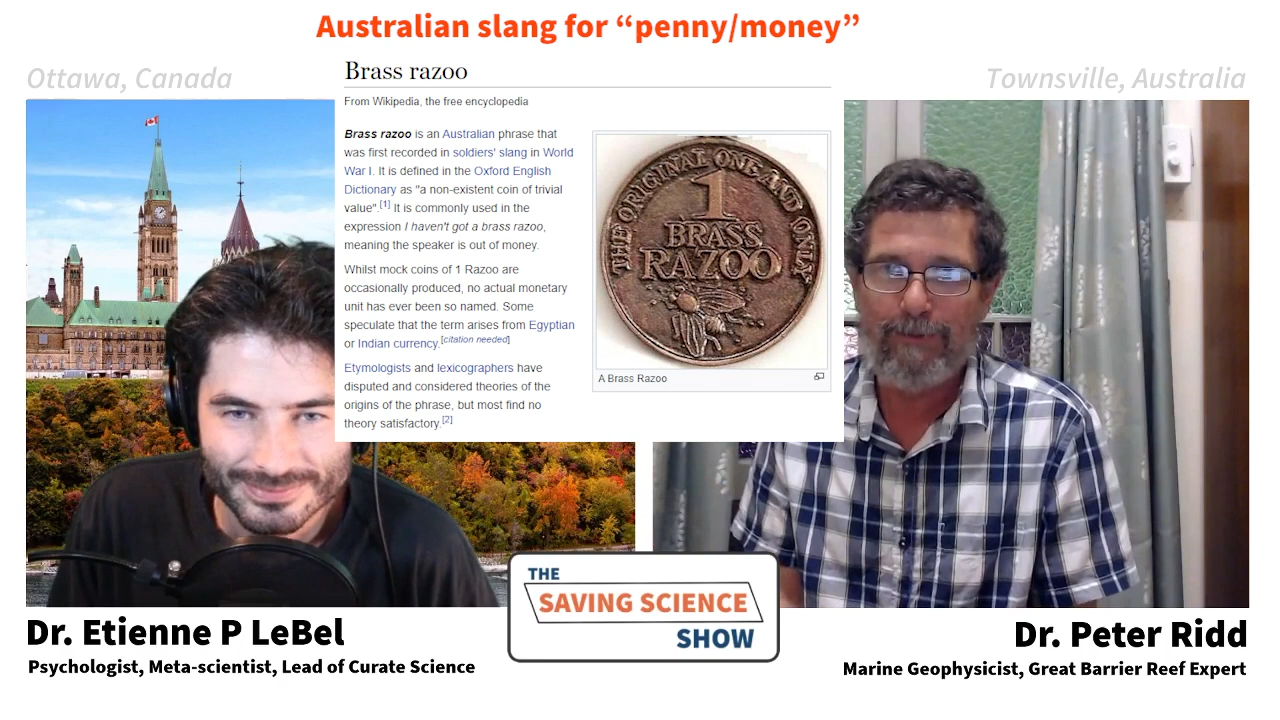 Australian slang for “penny/money”
Ottawa, Canada
Townsville, Australia
Brass razoo
From Wikipedia, the free encyclopedia
Brass razoo is an Australian phrase that
was first recorded in soldiers' slang in World
War I. It is defined in the Oxford English
Dictionary as "a non-existent coin of trivial
value".[1] It is commonly used in the
expression I haven't got a brass razoo,
meaning the speaker is out of money.
Whilst mock coins of 1 Razoo are
occasionally produced, no actual monetary
unit has ever been so named. Some
speculate that the term arises from Egyptian
or Indian currency.[citation needed]
Etymologists and lexicographers have
disputed and considered theories of the
origins of the phrase, but most find no
theory satisfactory.[2]
THE ORIGINAL ONE AND ONLY
1
BRASS
RAZOO
A Brass Razoo
THE
SAVING SCIENCE
SHOW
Dr. Etienne P LeBel
Psychologist, Meta-scientist, Lead of Curate Science
Dr. Peter Ridd
Marine Geophysicist, Great Barrier Reef Expert